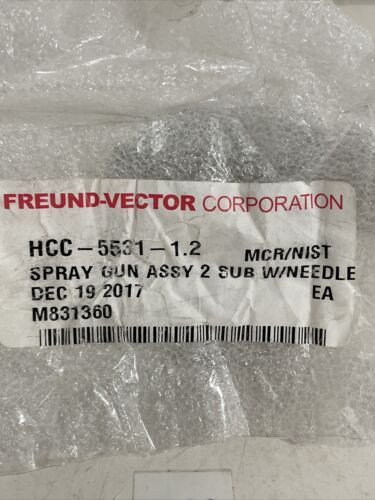 FREUND-VECTOR CORPORATION
HCC-5531-1.2 MCR/NIST
SPRAY GUN ASSY 2 SUB W/NEEDLE
DEC 19 2017 EA
M831360